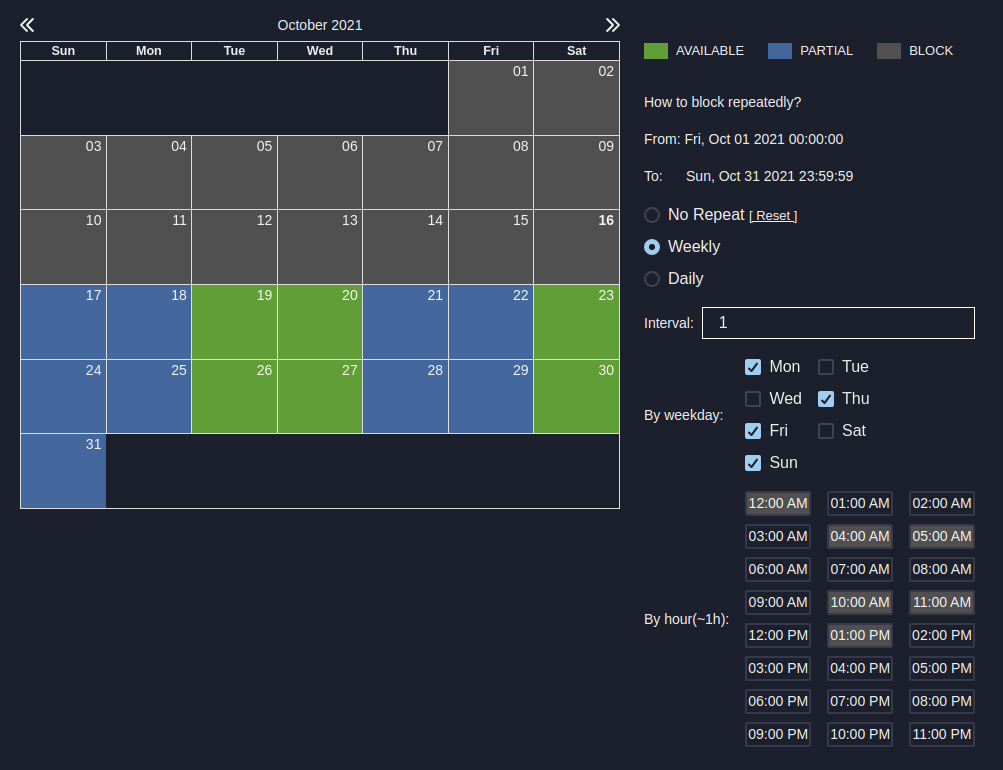 October 2021
Sun Mon Tue Wed Thu Fri Sat
01 02
03 04 05 06 07 08 09
10 11 12 13 14 15 16
17 18 19 20 21 22 23
24 25 26 27 28 29 30
31
AVAILABLE PARTIAL BLOCK
How to block repeatedly?
From: Fri, Oct 01 2021 00:00:00
To: Sun, Oct 31 2021 23:59:59
No Repeat [ Reset ]
Weekly
Daily
Interval: 1
By weekday:
Mon Tue
Wed Thu
Fri Sat
Sun
By hour(~1h):
12:00 AM 01:00 AM 02:00 AM
03:00 AM 04:00 AM 05:00 AM
06:00 AM 07:00 AM 08:00 AM
09:00 AM 10:00 AM 11:00 AM
12:00 PM 01:00 PM 02:00 PM
03:00 PM 04:00 PM 05:00 PM
06:00 PM 07:00 PM 08:00 PM
09:00 PM 10:00 PM 11:00 PM